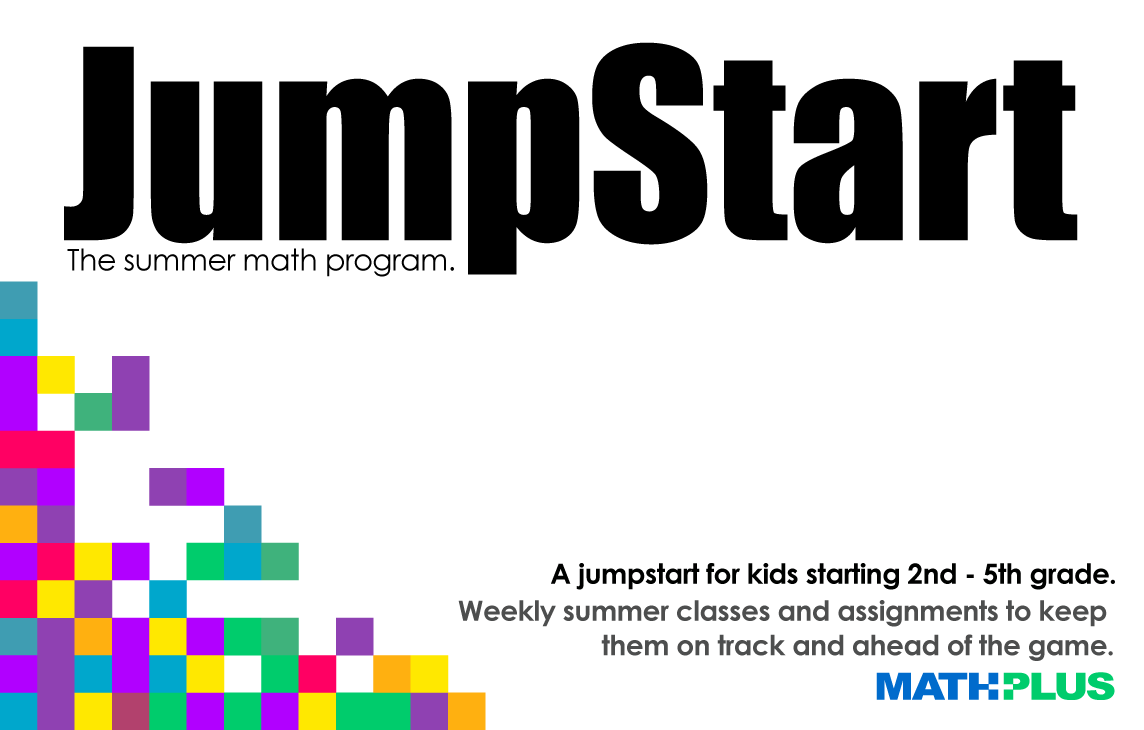 JumpStart
The summer math program.
A jumpstart for kids starting 2nd - 5th grade.
Weekly summer classes and assignments to keep
them on track and ahead of the game.
MATHPLUS